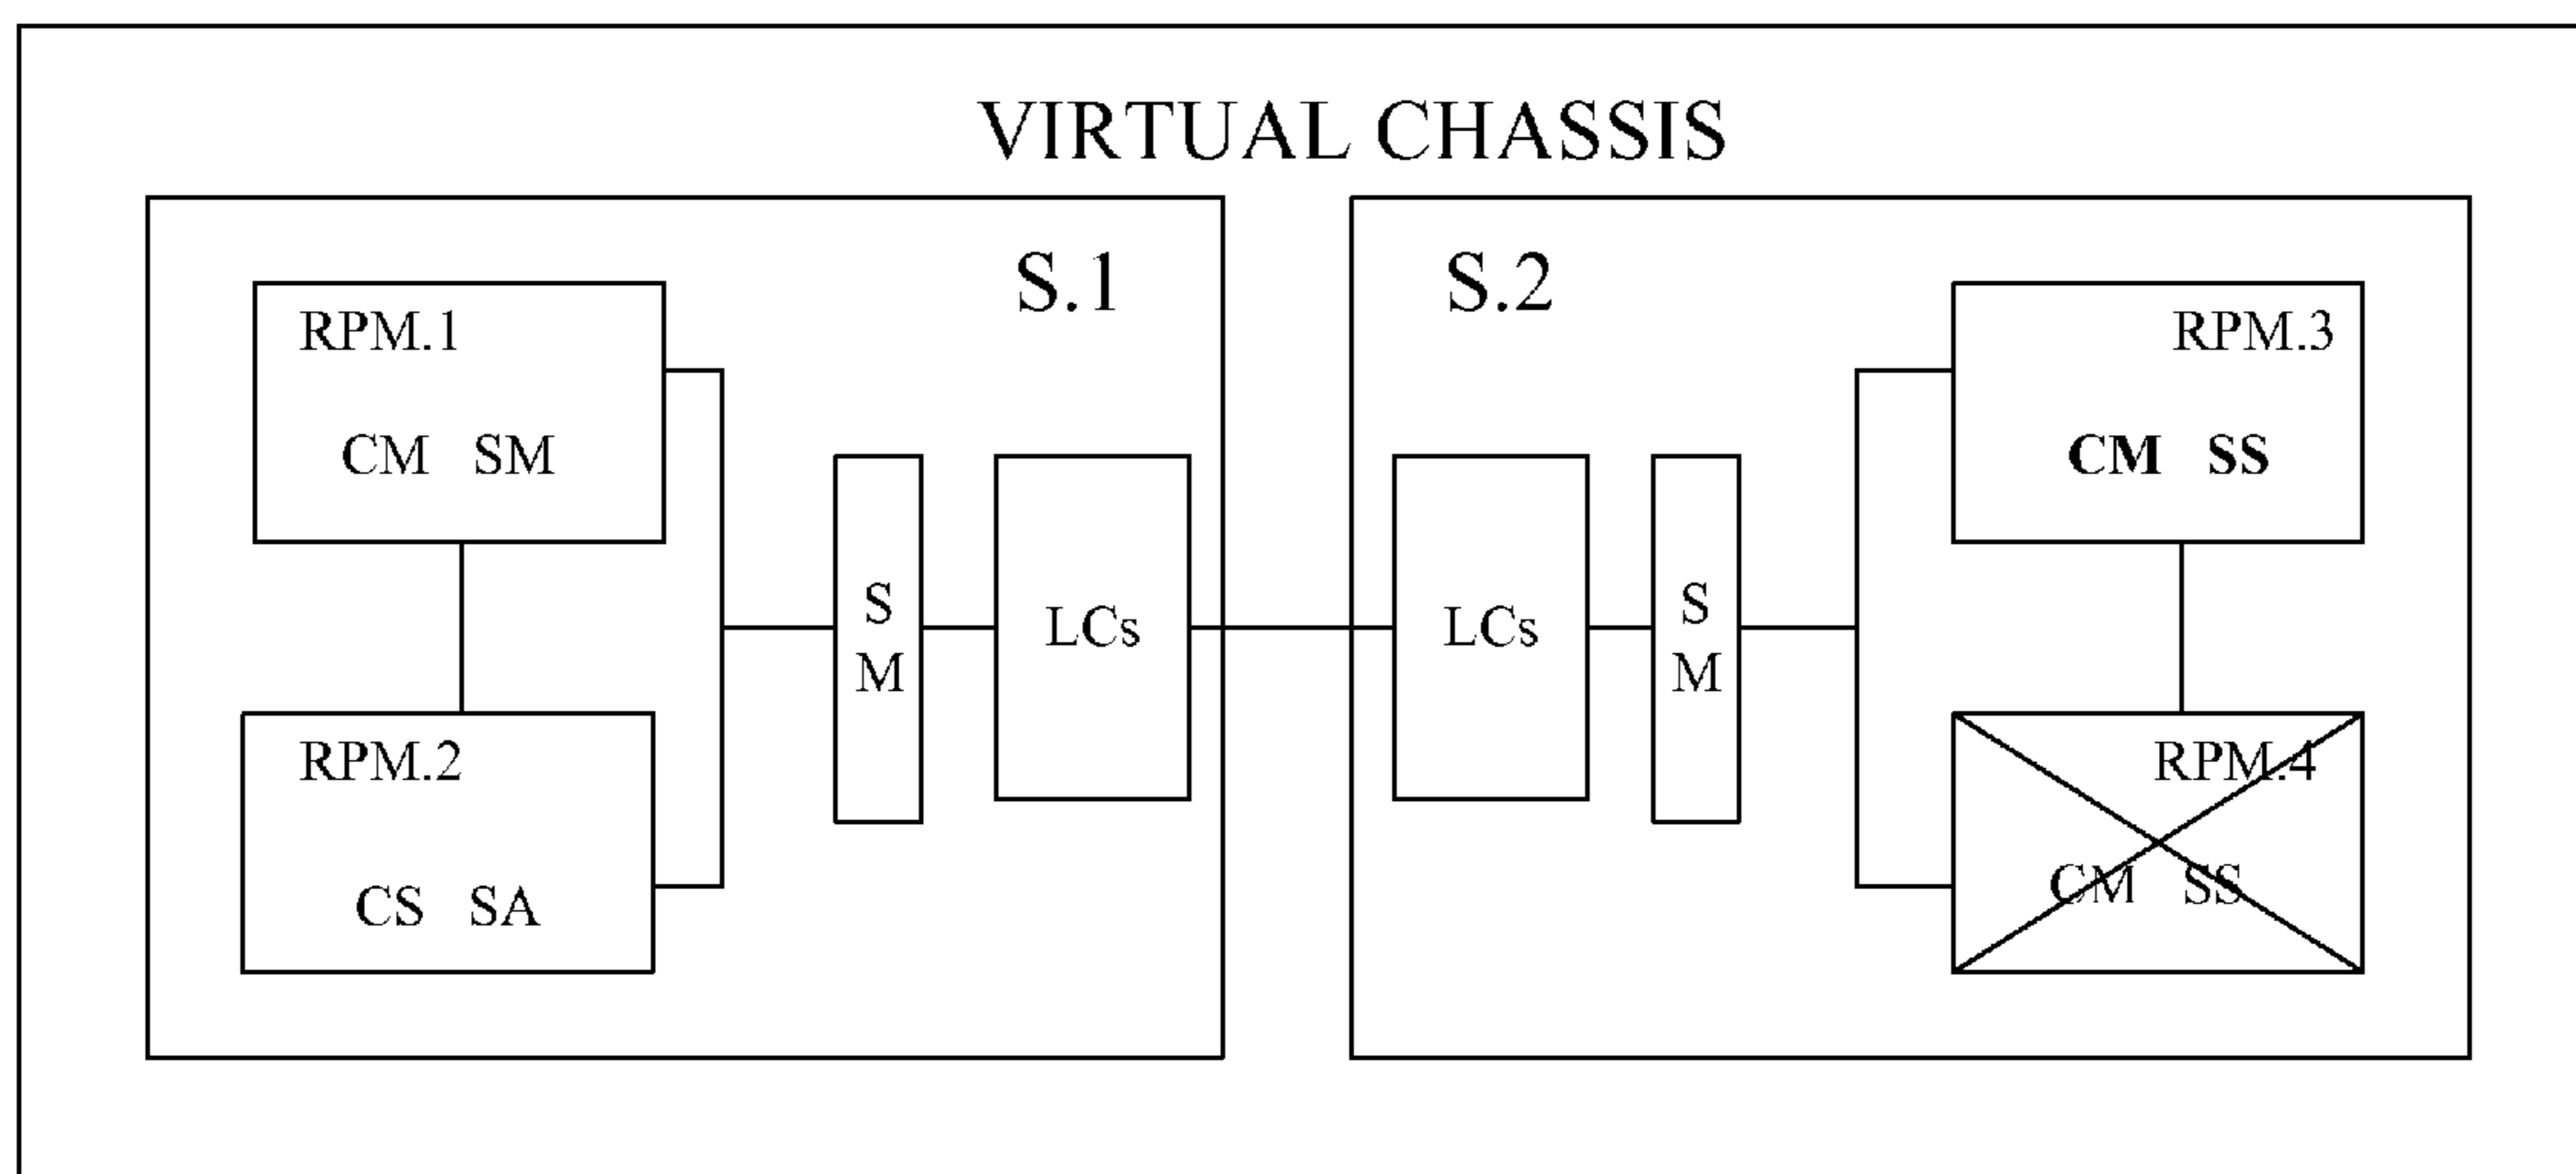 VIRTUAL CHASSIS
S.1
RPM.1
CM SM
RPM.2
CS SA
S
M
LCs
S.2
LCs
S
M
RPM.3
CM SS
RPM.4
CM SS